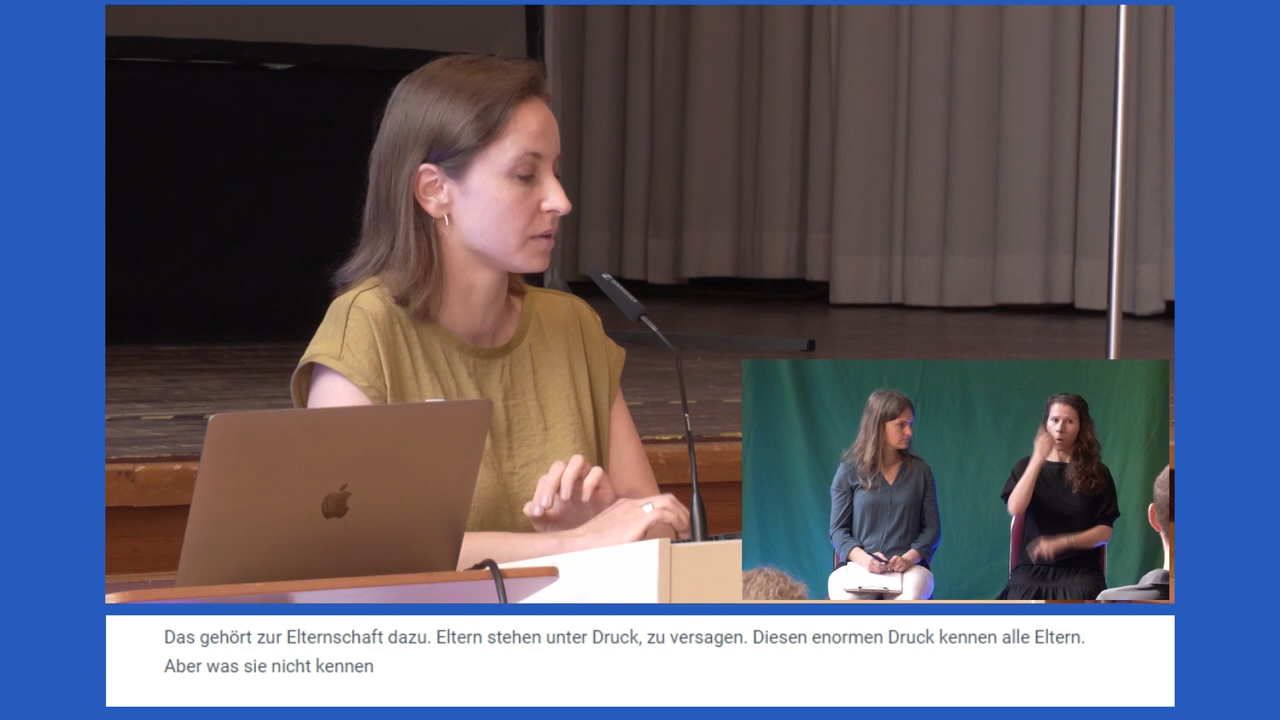 Das gehört zur Elternschaft dazu. Eltern stehen unter Druck, zu versagen. Diesen enormen Druck kennen alle Eltern.
Aber was sie nicht kennen